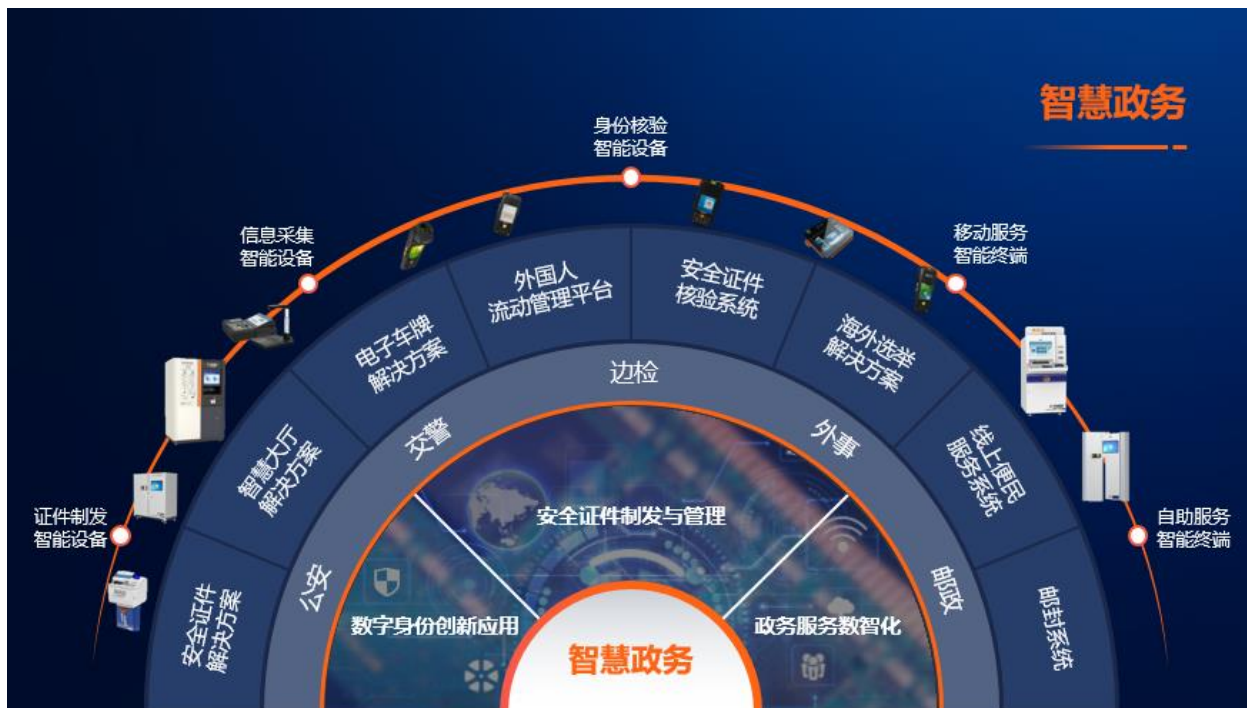 智慧政务
身份核验
智能设备
信息采集
智能设备
移动服务
智能终端
证件制发
智能设备
自助服务
智能终端
安全证件
解决方案
智慧大厅
解决方案
电子车牌
解决方案
外国人
流动管理平台
安全证件
核验系统
海外选举
解决方案
线上便民
服务系统
邮封系统
公安
交警
边检
外事
邮政
数字身份创新应用
安全证件制发与管理
政务服务数智化
智慧政务